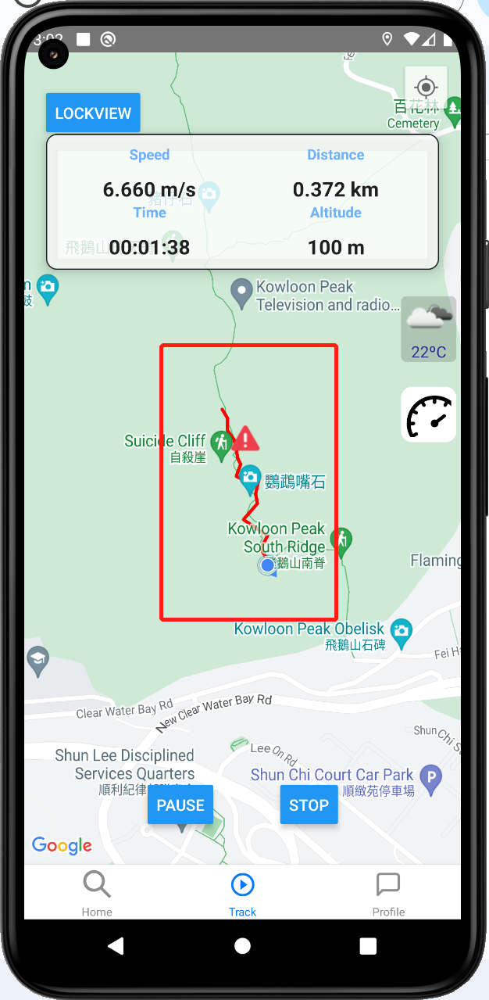 3:02
百花林
Cemetery
LOCKVIEW
Speed
Distance
6.660 m/s
0.372 km
豬仔石
Time
Altitude
飛鵝山
00:01:38
100 m
Kowloon Peak
Television and radio...
22ºC
Suicide Cliff
自殺崖
鸚鵡嘴石
Kowloon Peak
South Ridge
飛鵝山南脊
Flaming
Kowloon Peak Obelisk
飛鵝山石碑
Fei H
Clear Water Bay Rd
New Clear Water Bay Rd
Shun Chi S
Lee On Rd
Shun Lee Disciplined
Services Quarters
順利紀律
Shun Chi Court Car Park
順緻苑停車場
PAUSE
STOP
Google
Home
Track
Profile